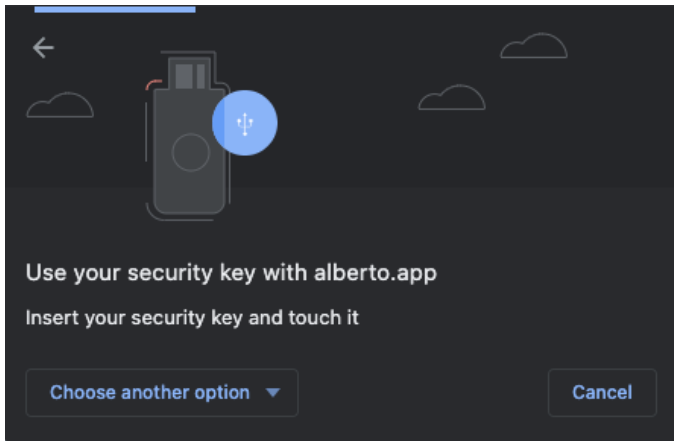 Use your security key with alberto.app
Insert your security key and touch it
Choose another option
Cancel